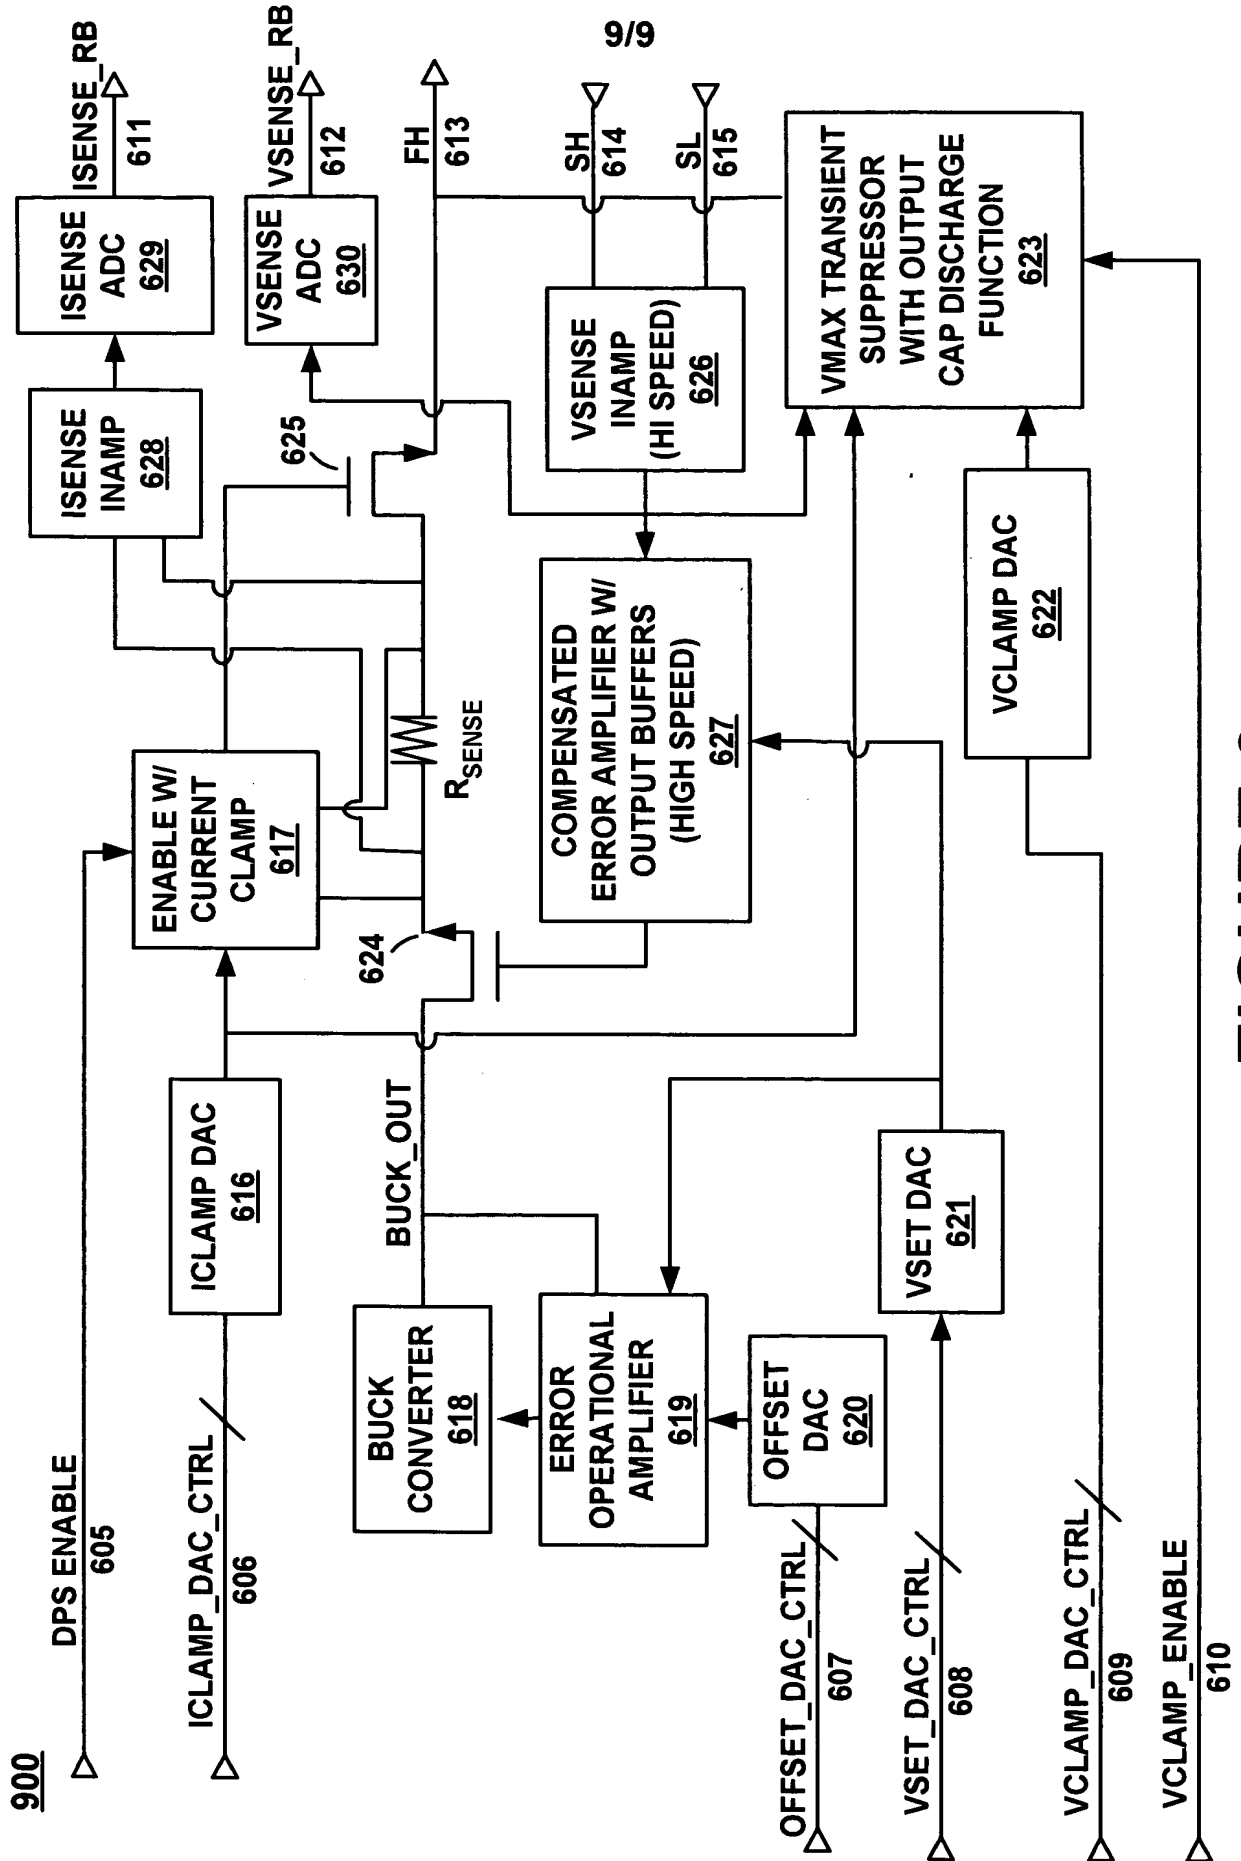 9/9
900
DPS ENABLE
605
ICLAMP_DAC_CTRL
606
OFFSET_DAC_CTRL
607
VSET_DAC_CTRL
608
VCLAMP_DAC_CTRL
609
VCLAMP_ENABLE
610
ICLAMP DAC
616
BUCK
CONVERTER
618
ERROR
OPERATIONAL
AMPLIFIER
619
OFFSET
DAC
620
VSET DAC
621
BUCK_OUT
ENABLE W/
CURRENT
CLAMP
617
624
RSENSE
625
COMPENSATED
ERROR AMPLIFIER W/
OUTPUT BUFFERS
(HIGH SPEED)
627
VCLAMP DAC
622
ISENSE
INAMP
628
ISENSE
ADC
629
VSENSE
ADC
630
VSENSE
INAMP
(HI SPEED)
626
VMAX TRANSIENT
SUPPRESSOR
WITH OUTPUT
CAP DISCHARGE
FUNCTION
623
ISENSE_RB
611
VSENSE_RB
612
FH
613
SH
614
SL
615